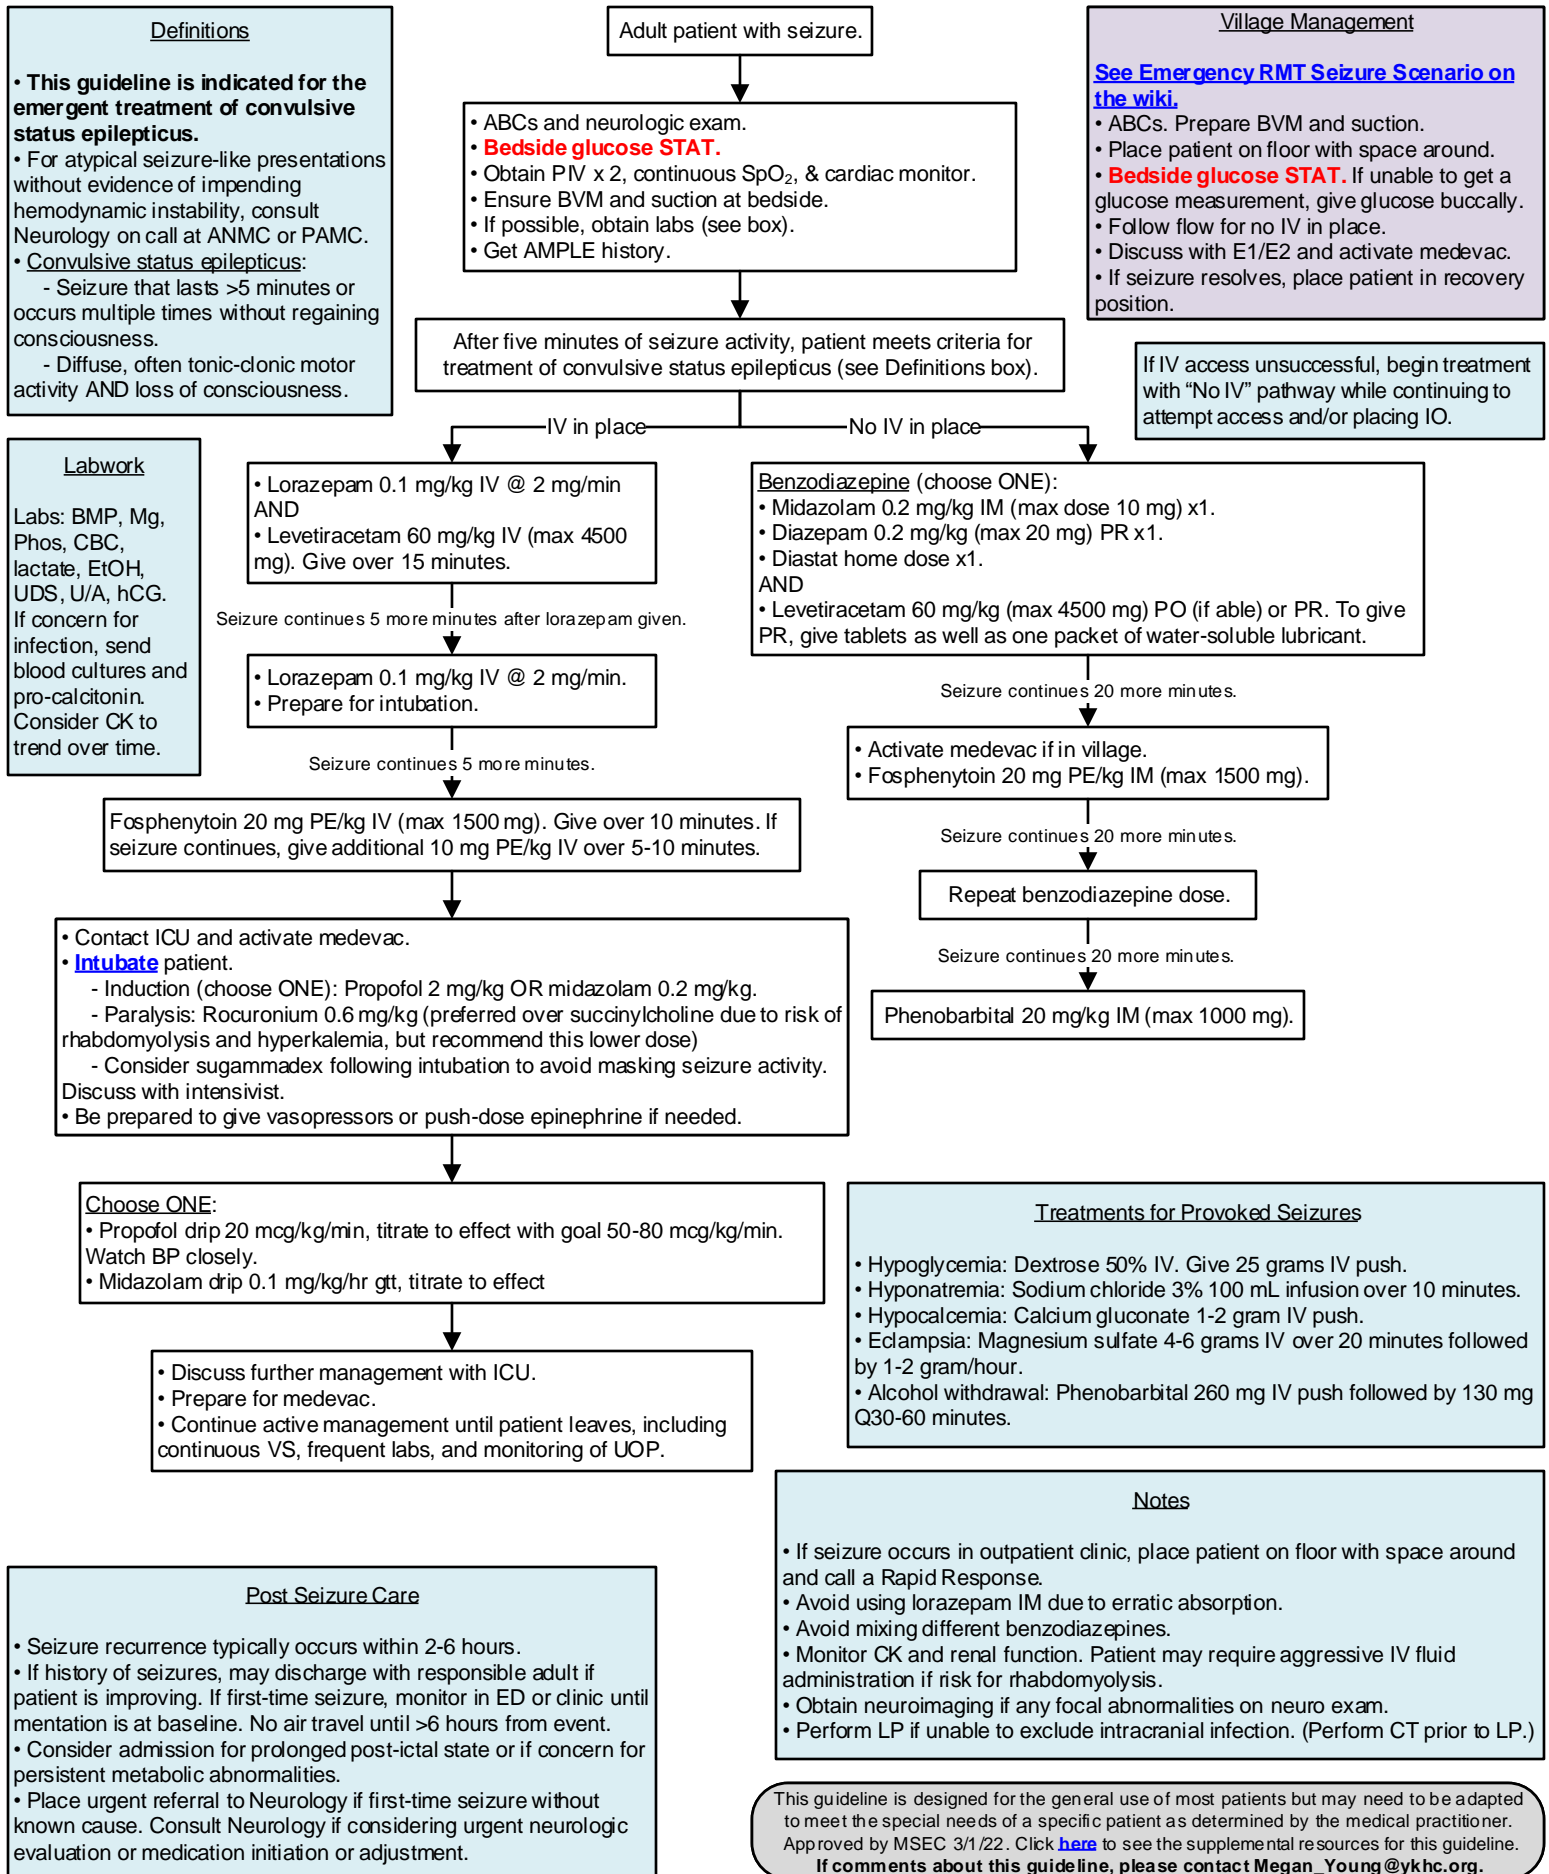 Definitions
• This guideline is indicated for the
emergent treatment of convulsive
status epilepticus.
• For atypical seizure-like presentations
without evidence of impending
hemodynamic instability, consult
Neurology on call at ANMC or PAMC.
• Convulsive status epilepticus:
- Seizure that lasts >5 minutes or
occurs multiple times without regaining
consciousness.
- Diffuse, often tonic-clonic motor
activity AND loss of consciousness.
Adult patient with seizure.
• ABCs and neurologic exam.
• Bedside glucose STAT.
• Obtain PIV x 2, continuous SpO₂, & cardiac monitor.
• Ensure BVM and suction at bedside.
• If possible, obtain labs (see box).
• Get AMPLE history.
Village Management
See Emergency RMT Seizure Scenario on
the wiki.
• ABCs. Prepare BVM and suction.
• Place patient on floor with space around.
• Bedside glucose STAT. If unable to get a
glucose measurement, give glucose buccally.
• Follow flow for no IV in place.
• Discuss with E1/E2 and activate medevac.
• If seizure resolves, place patient in recovery
position.
After five minutes of seizure activity, patient meets criteria for
treatment of convulsive status epilepticus (see Definitions box).
If IV access unsuccessful, begin treatment
with “No IV” pathway while continuing to
attempt access and/or placing IO.
IV in place
No IV in place
Labwork
Labs: BMP, Mg,
Phos, CBC,
lactate, EtOH,
UDS, U/A, hCG.
If concern for
infection, send
blood cultures and
pro-calcitonin.
Consider CK to
trend over time.
• Lorazepam 0.1 mg/kg IV @ 2 mg/min
AND
• Levetiracetam 60 mg/kg IV (max 4500
mg). Give over 15 minutes.
Seizure continues 5 more minutes after lorazepam given.
• Lorazepam 0.1 mg/kg IV @ 2 mg/min.
• Prepare for intubation.
Seizure continues 5 more minutes.
Fosphenytoin 20 mg PE/kg IV (max 1500 mg). Give over 10 minutes. If
seizure continues, give additional 10 mg PE/kg IV over 5-10 minutes.
• Contact ICU and activate medevac.
• Intubate patient.
- Induction (choose ONE): Propofol 2 mg/kg OR midazolam 0.2 mg/kg.
- Paralysis: Rocuronium 0.6 mg/kg (preferred over succinylcholine due to risk of
rhabdomyolysis and hyperkalemia, but recommend this lower dose)
- Consider sugammadex following intubation to avoid masking seizure activity.
Discuss with intensivist.
• Be prepared to give vasopressors or push-dose epinephrine if needed.
Choose ONE:
• Propofol drip 20 mcg/kg/min, titrate to effect with goal 50-80 mcg/kg/min.
Watch BP closely.
• Midazolam drip 0.1 mg/kg/hr gtt, titrate to effect
• Discuss further management with ICU.
• Prepare for medevac.
• Continue active management until patient leaves, including
continuous VS, frequent labs, and monitoring of UOP.
Benzodiazepine (choose ONE):
• Midazolam 0.2 mg/kg IM (max dose 10 mg) x1.
• Diazepam 0.2 mg/kg (max 20 mg) PR x1.
• Diastat home dose x1.
AND
• Levetiracetam 60 mg/kg (max 4500 mg) PO (if able) or PR. To give
PR, give tablets as well as one packet of water-soluble lubricant.
Seizure continues 20 more minutes.
• Activate medevac if in village.
• Fosphenytoin 20 mg PE/kg IM (max 1500 mg).
Seizure continues 20 more minutes.
Repeat benzodiazepine dose.
Seizure continues 20 more minutes.
Phenobarbital 20 mg/kg IM (max 1000 mg).
Treatments for Provoked Seizures
• Hypoglycemia: Dextrose 50% IV. Give 25 grams IV push.
• Hyponatremia: Sodium chloride 3% 100 mL infusion over 10 minutes.
• Hypocalcemia: Calcium gluconate 1-2 gram IV push.
• Eclampsia: Magnesium sulfate 4-6 grams IV over 20 minutes followed
by 1-2 gram/hour.
• Alcohol withdrawal: Phenobarbital 260 mg IV push followed by 130 mg
Q30-60 minutes.
Notes
• If seizure occurs in outpatient clinic, place patient on floor with space around
and call a Rapid Response.
• Avoid using lorazepam IM due to erratic absorption.
• Avoid mixing different benzodiazepines.
• Monitor CK and renal function. Patient may require aggressive IV fluid
administration if risk for rhabdomyolysis.
• Obtain neuroimaging if any focal abnormalities on neuro exam.
• Perform LP if unable to exclude intracranial infection. (Perform CT prior to LP.)
Post Seizure Care
• Seizure recurrence typically occurs within 2-6 hours.
• If history of seizures, may discharge with responsible adult if
patient is improving. If first-time seizure, monitor in ED or clinic until
mentation is at baseline. No air travel until >6 hours from event.
• Consider admission for prolonged post-ictal state or if concern for
persistent metabolic abnormalities.
• Place urgent referral to Neurology if first-time seizure without
known cause. Consult Neurology if considering urgent neurologic
evaluation or medication initiation or adjustment.
This guideline is designed for the general use of most patients but may need to be adapted
to meet the special needs of a specific patient as determined by the medical practitioner.
Approved by MSEC 3/1/22. Click here to see the supplemental resources for this guideline.
If comments about this guideline, please contact Megan_Young@ykhc.org.